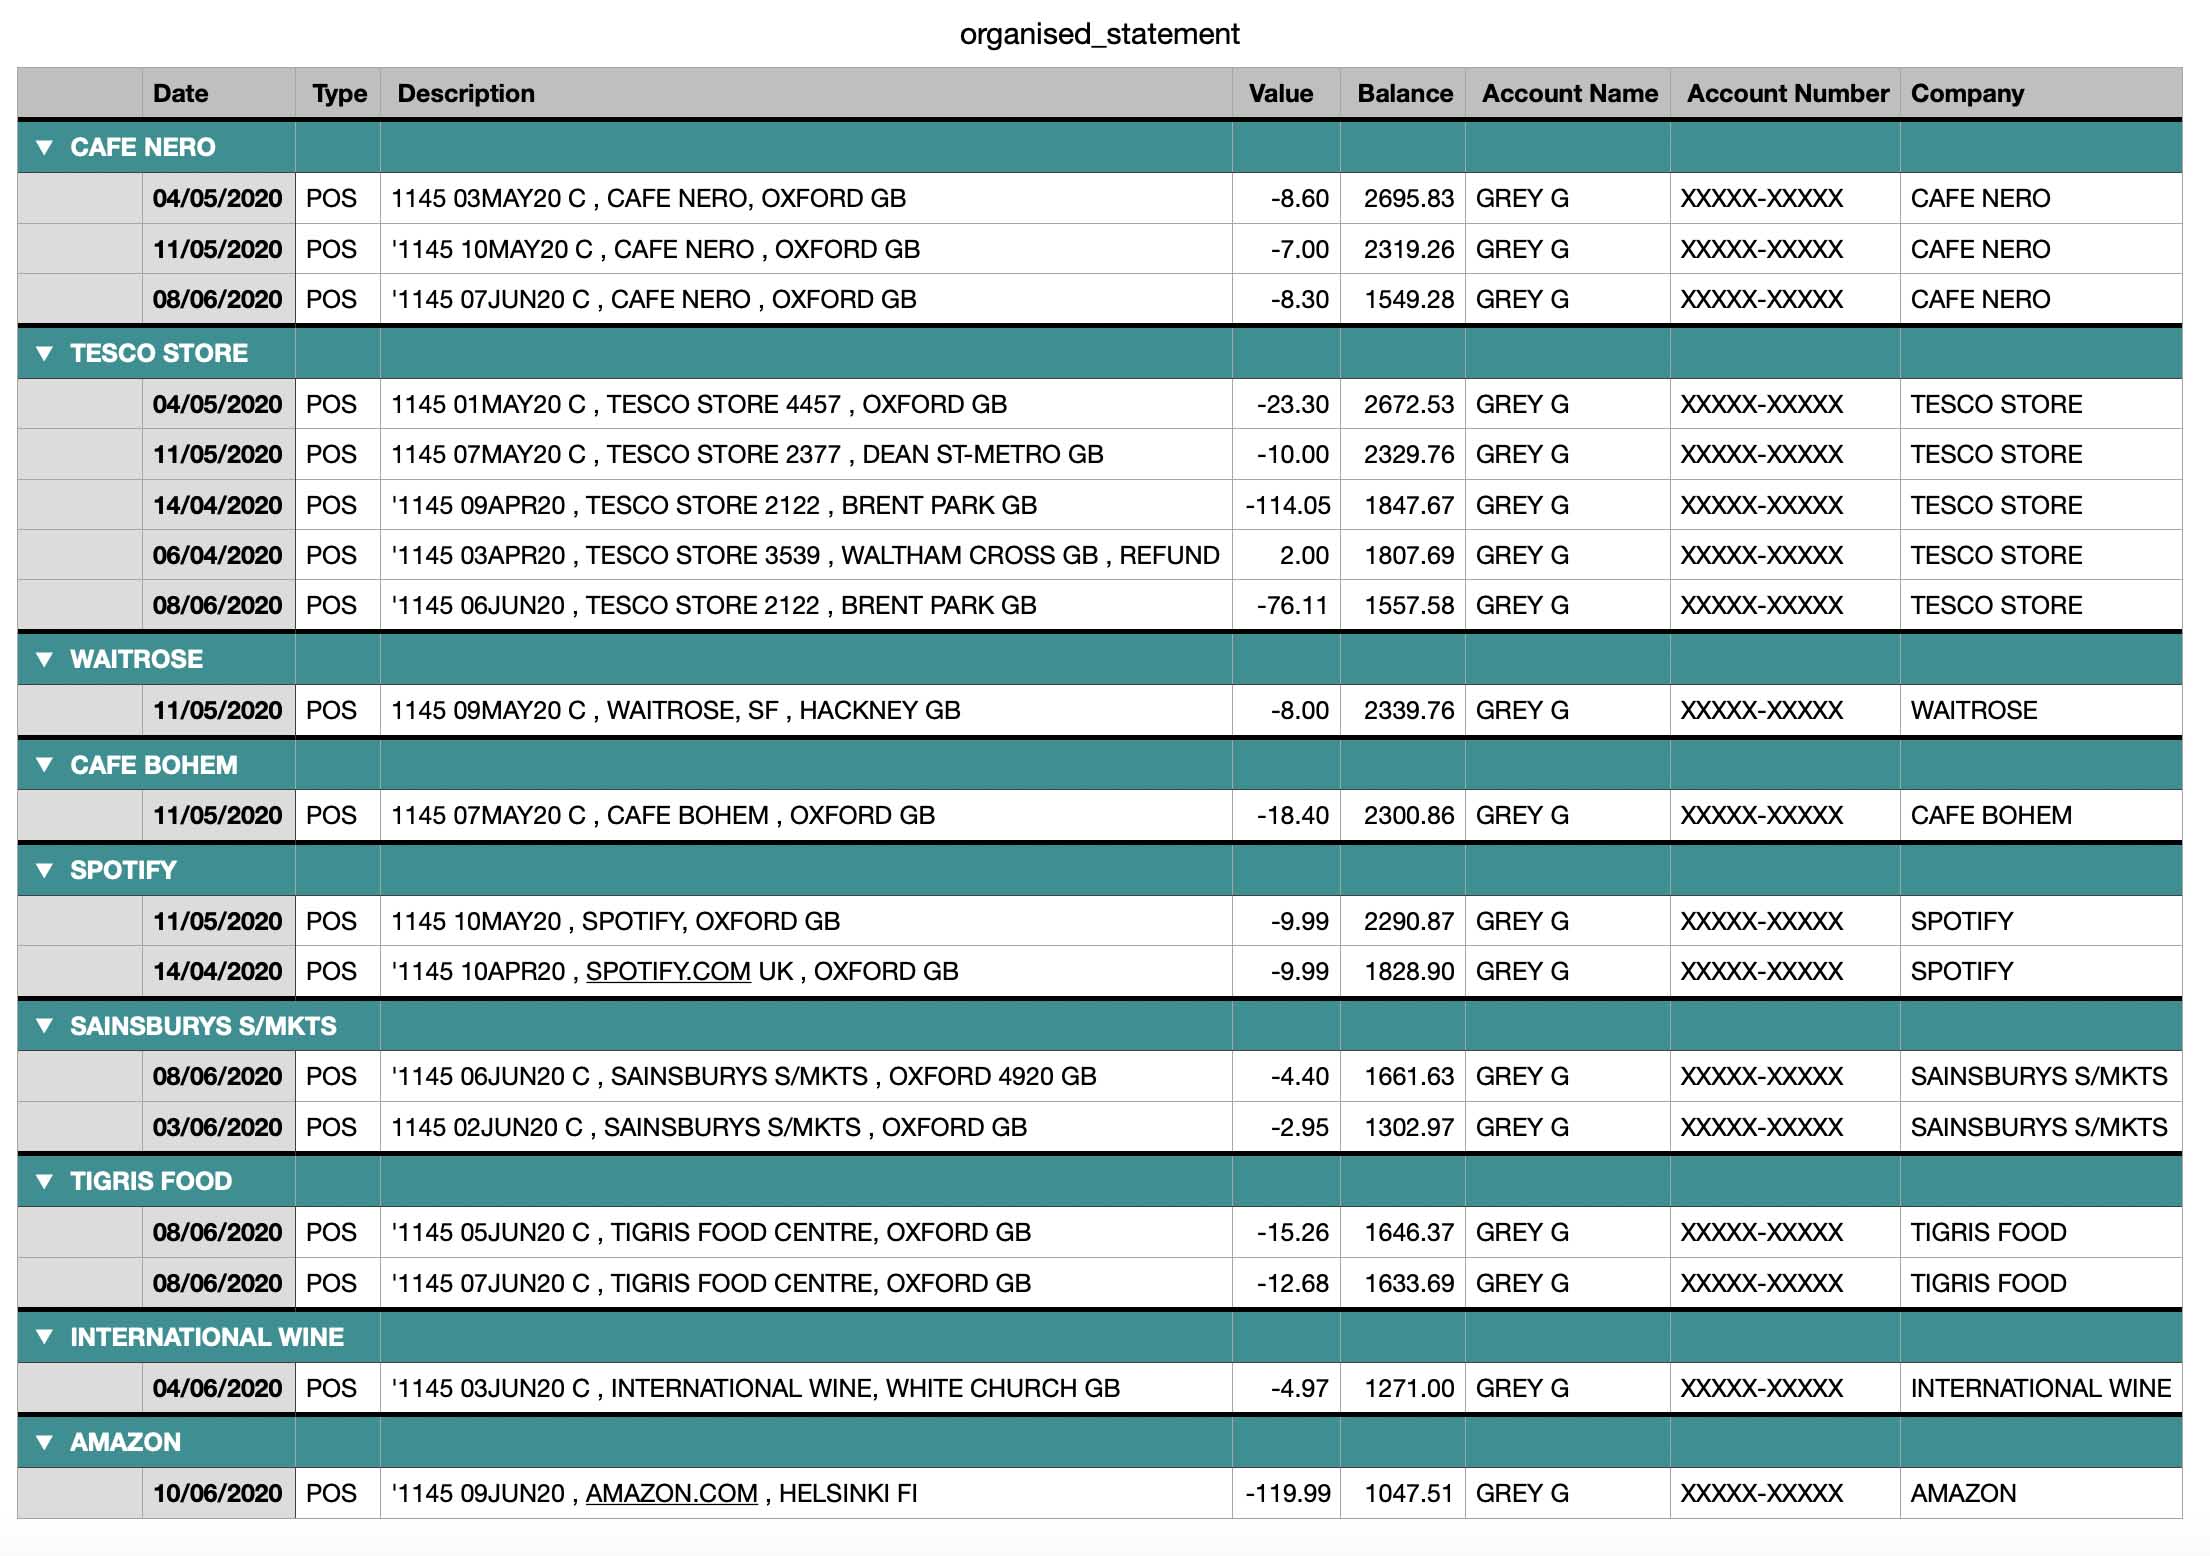 organised_statement
Date Type Description Value Balance Account Name Account Number Company
▼ CAFE NERO
04/05/2020 POS 1145 03MAY20 C , CAFE NERO, OXFORD GB -8.60 2695.83 GREY G XXXXX-XXXXX CAFE NERO
11/05/2020 POS '1145 10MAY20 C , CAFE NERO , OXFORD GB -7.00 2319.26 GREY G XXXXX-XXXXX CAFE NERO
08/06/2020 POS '1145 07JUN20 C , CAFE NERO , OXFORD GB -8.30 1549.28 GREY G XXXXX-XXXXX CAFE NERO
▼ TESCO STORE
04/05/2020 POS 1145 01MAY20 C , TESCO STORE 4457 , OXFORD GB -23.30 2672.53 GREY G XXXXX-XXXXX TESCO STORE
11/05/2020 POS 1145 07MAY20 C , TESCO STORE 2377 , DEAN ST-METRO GB -10.00 2329.76 GREY G XXXXX-XXXXX TESCO STORE
14/04/2020 POS '1145 09APR20 , TESCO STORE 2122 , BRENT PARK GB -114.05 1847.67 GREY G XXXXX-XXXXX TESCO STORE
06/04/2020 POS '1145 03APR20 , TESCO STORE 3539 , WALTHAM CROSS GB , REFUND 2.00 1807.69 GREY G XXXXX-XXXXX TESCO STORE
08/06/2020 POS '1145 06JUN20 , TESCO STORE 2122 , BRENT PARK GB -76.11 1557.58 GREY G XXXXX-XXXXX TESCO STORE
▼ WAITROSE
11/05/2020 POS 1145 09MAY20 C , WAITROSE, SF , HACKNEY GB -8.00 2339.76 GREY G XXXXX-XXXXX WAITROSE
▼ CAFE BOHEM
11/05/2020 POS 1145 07MAY20 C , CAFE BOHEM , OXFORD GB -18.40 2300.86 GREY G XXXXX-XXXXX CAFE BOHEM
▼ SPOTIFY
11/05/2020 POS 1145 10MAY20 , SPOTIFY, OXFORD GB -9.99 2290.87 GREY G XXXXX-XXXXX SPOTIFY
14/04/2020 POS '1145 10APR20 , SPOTIFY.COM UK , OXFORD GB -9.99 1828.90 GREY G XXXXX-XXXXX SPOTIFY
▼ SAINSBURYS S/MKTS
08/06/2020 POS '1145 06JUN20 C , SAINSBURYS S/MKTS , OXFORD 4920 GB -4.40 1661.63 GREY G XXXXX-XXXXX SAINSBURYS S/MKTS
03/06/2020 POS 1145 02JUN20 C , SAINSBURYS S/MKTS , OXFORD GB -2.95 1302.97 GREY G XXXXX-XXXXX SAINSBURYS S/MKTS
▼ TIGRIS FOOD
08/06/2020 POS '1145 05JUN20 C , TIGRIS FOOD CENTRE, OXFORD GB -15.26 1646.37 GREY G XXXXX-XXXXX TIGRIS FOOD
08/06/2020 POS '1145 07JUN20 C , TIGRIS FOOD CENTRE, OXFORD GB -12.68 1633.69 GREY G XXXXX-XXXXX TIGRIS FOOD
▼ INTERNATIONAL WINE
04/06/2020 POS '1145 03JUN20 C , INTERNATIONAL WINE, WHITE CHURCH GB -4.97 1271.00 GREY G XXXXX-XXXXX INTERNATIONAL WINE
▼ AMAZON
10/06/2020 POS '1145 09JUN20 , AMAZON.COM , HELSINKI FI -119.99 1047.51 GREY G XXXXX-XXXXX AMAZON